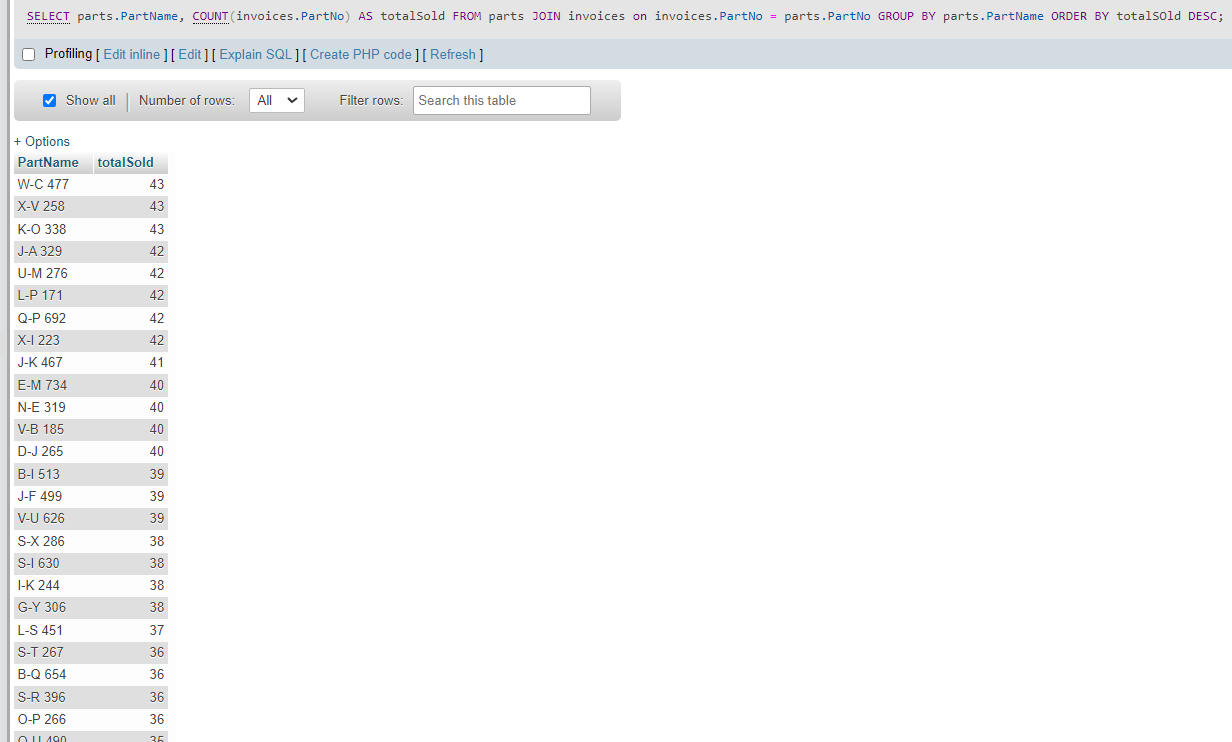 SELECT parts.PartName, COUNT(invoices.PartNo) AS totalSold FROM parts JOIN invoices on invoices.PartNo = parts.PartNo GROUP BY parts.PartName ORDER BY totalSOld DESC;
Profiling [ Edit inline ] [ Edit ] [ Explain SQL ] [ Create PHP code ] [ Refresh ]
Show all | Number of rows: All Filter rows: Search this table
+ Options
PartName totalSold
W-C 477 43
X-V 258 43
K-O 338 43
J-A 329 42
U-M 276 42
L-P 171 42
Q-P 692 42
X-I 223 42
J-K 467 41
E-M 734 40
N-E 319 40
V-B 185 40
D-J 265 40
B-I 513 39
J-F 499 39
V-U 626 39
S-X 286 38
S-I 630 38
I-K 244 38
G-Y 306 38
L-S 451 37
S-T 267 36
B-Q 654 36
S-R 396 36
O-P 266 36
490 35